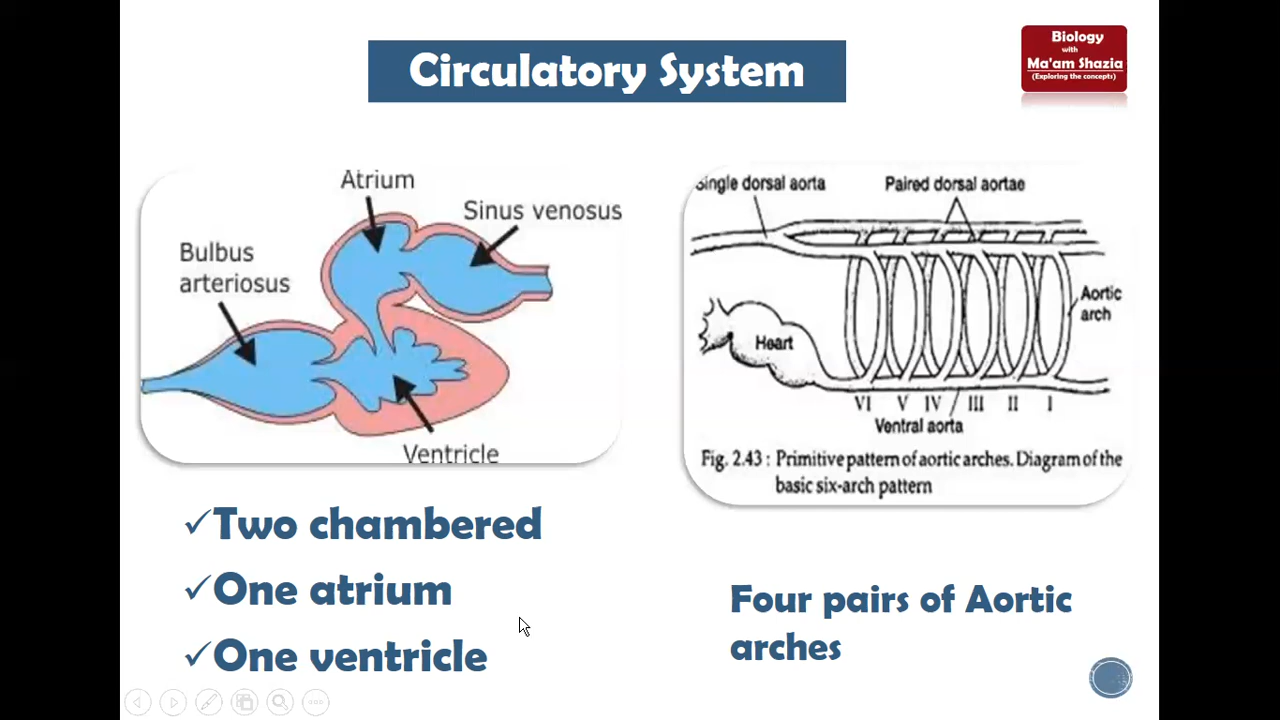 Circulatory System
Biology
with
Ma'am Shazia
(Exploring the concepts)
Atrium
Sinus venosus
Bulbus
arteriosus
Ventricle
Single dorsal aorta
Paired dorsal aortae
Aortic
arch
Heart
VI V IV III II I
Ventral aorta
Fig. 2.43 : Primitive pattern of aortic arches. Diagram of the
basic six-arch pattern
✓Two chambered
✓One atrium
✓One ventricle
Four pairs of Aortic
arches